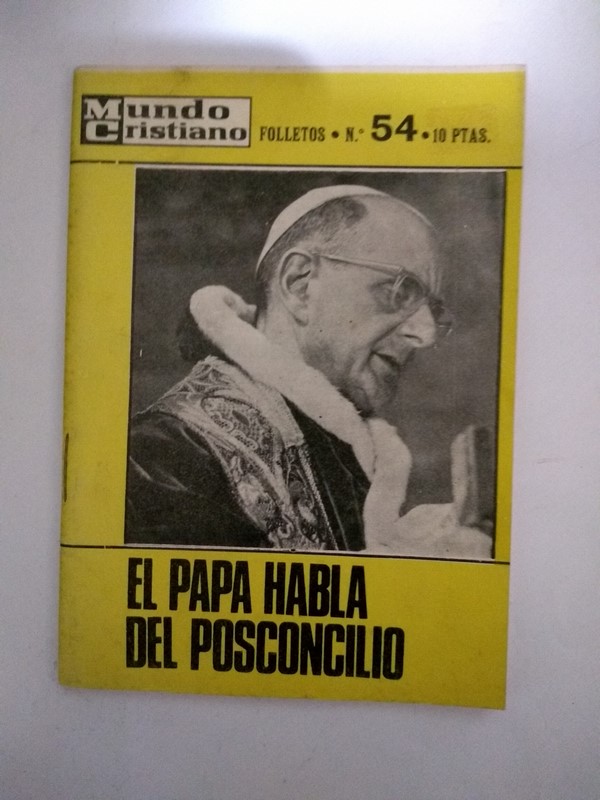 Mundo
Cristiano
FOLLETOS • N.° 54 • 10 PTAS.
EL PAPA HABLA
DEL POSCONCILIO